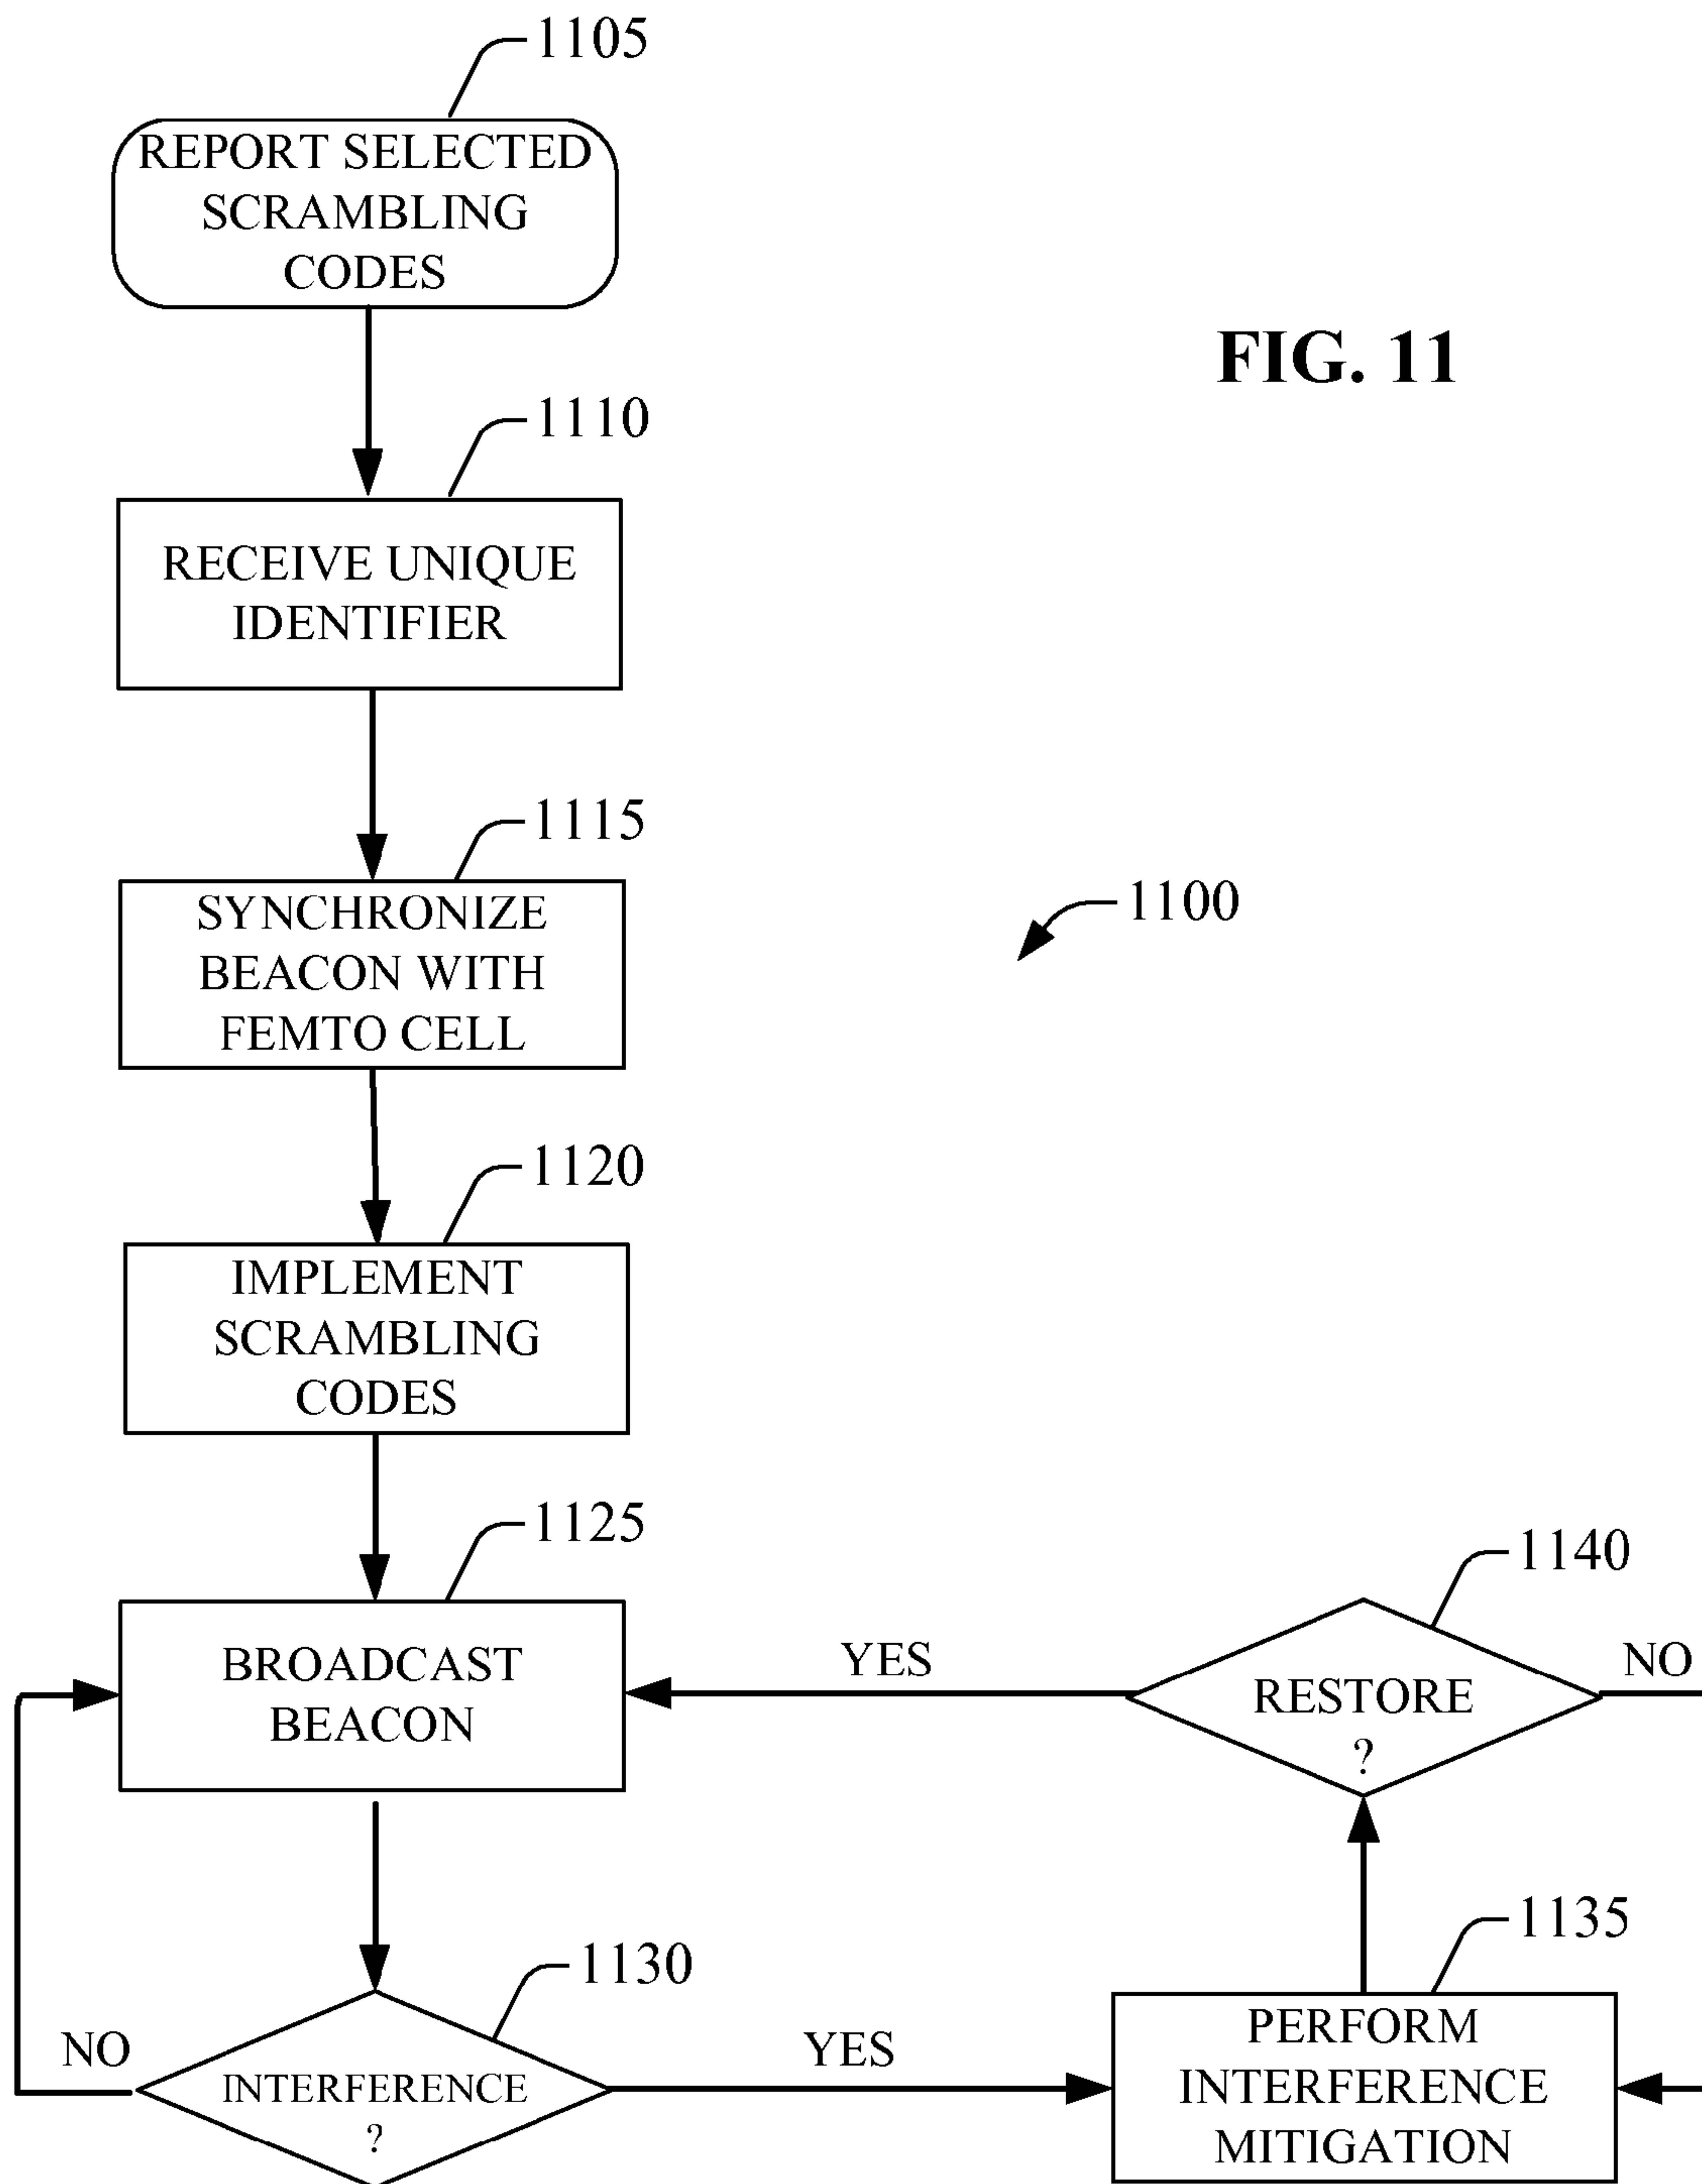 1105
REPORT SELECTED
SCRAMBLING
CODES
FIG. 11
1110
RECEIVE UNIQUE
IDENTIFIER
1115
SYNCHRONIZE
BEACON WITH
FEMTO CELL
1100
1120
IMPLEMENT
SCRAMBLING
CODES
1125
BROADCAST
BEACON
1140
YES
RESTORE
?
NO
1130
INTERFERENCE
?
NO
YES
1135
PERFORM
INTERFERENCE
MITIGATION